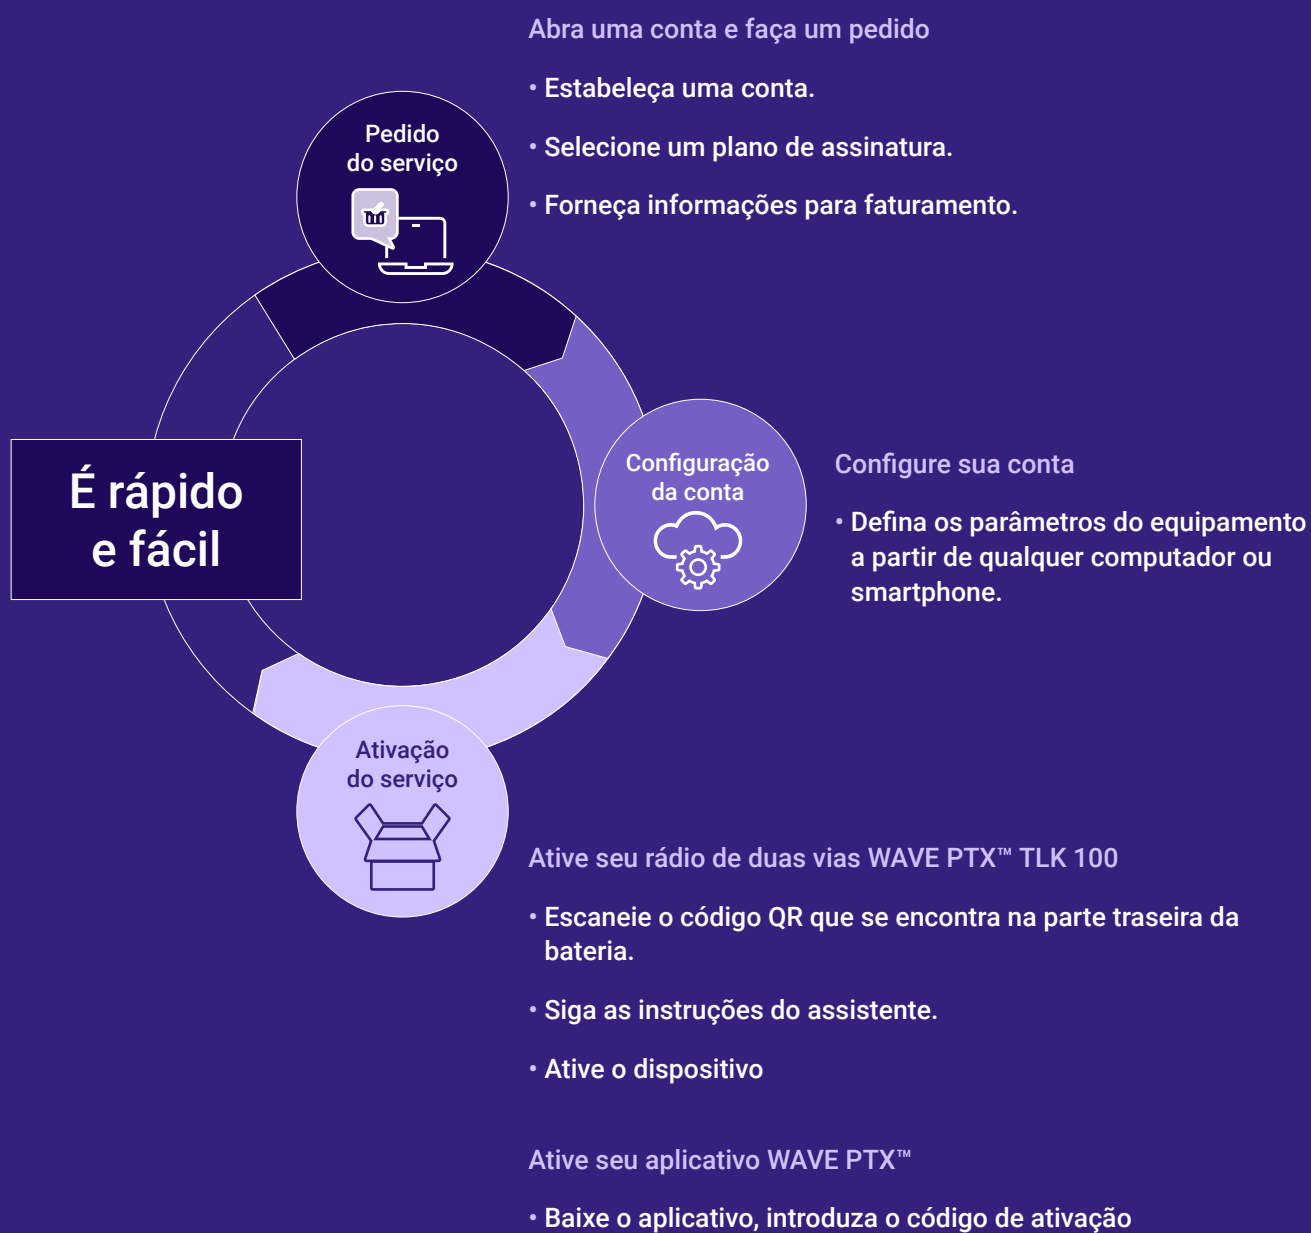 Abra uma conta e faça um pedido
• Estabeleça uma conta.
• Selecione um plano de assinatura.
• Forneça informações para faturamento.
Pedido
do serviço
É rápido
e fácil
Configuração
da conta
Configure sua conta
• Defina os parâmetros do equipamento
a partir de qualquer computador ou
smartphone.
Ativação
do serviço
Ative seu rádio de duas vias WAVE PTX™ TLK 100
• Escaneie o código QR que se encontra na parte traseira da
bateria.
• Siga as instruções do assistente.
• Ative o dispositivo
Ative seu aplicativo WAVE PTX™
• Baixe o aplicativo, introduza o código de ativação